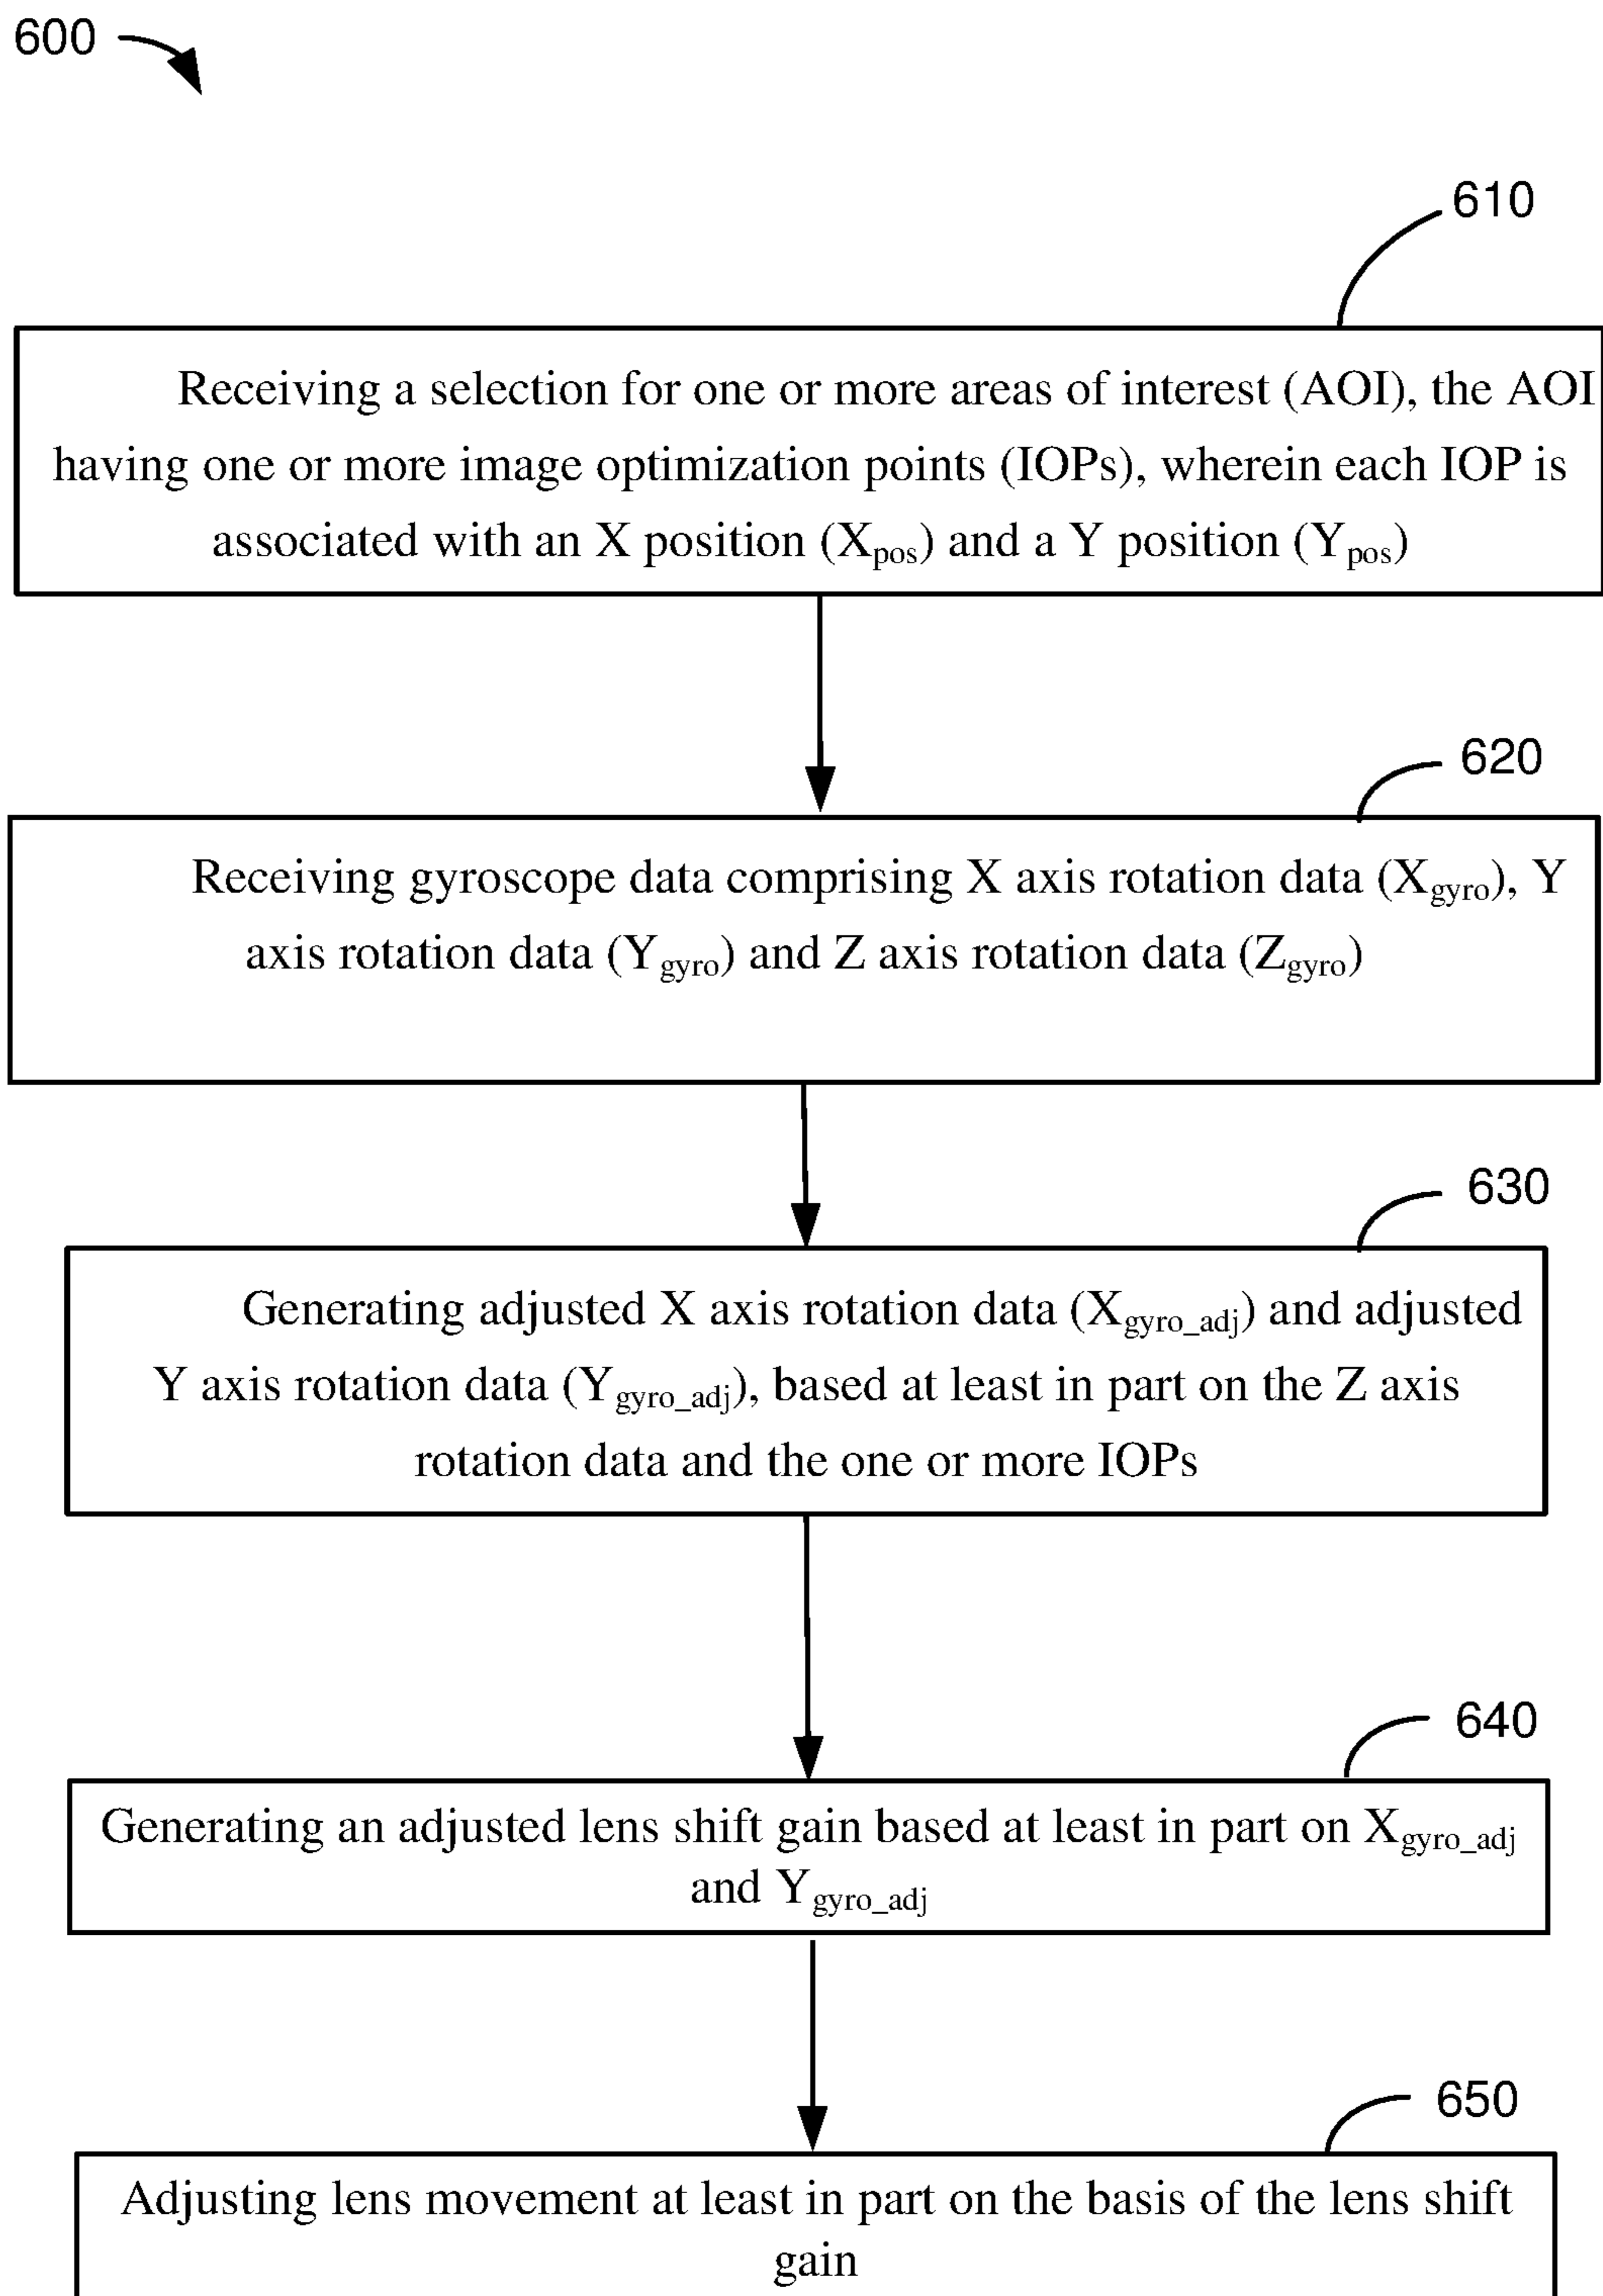 600
610
Receiving a selection for one or more areas of interest (AOI), the AOI
having one or more image optimization points (IOPs), wherein each IOP is
associated with an X position (Xpos) and a Y position (Ypos)
620
Receiving gyroscope data comprising X axis rotation data (Xgyro), Y
axis rotation data (Ygyro) and Z axis rotation data (Zgyro)
630
Generating adjusted X axis rotation data (Xgyro_adj) and adjusted
Y axis rotation data (Ygyro_adj), based at least in part on the Z axis
rotation data and the one or more IOPs
640
Generating an adjusted lens shift gain based at least in part on Xgyro_adj
and Ygyro_adj
650
Adjusting lens movement at least in part on the basis of the lens shift
gain